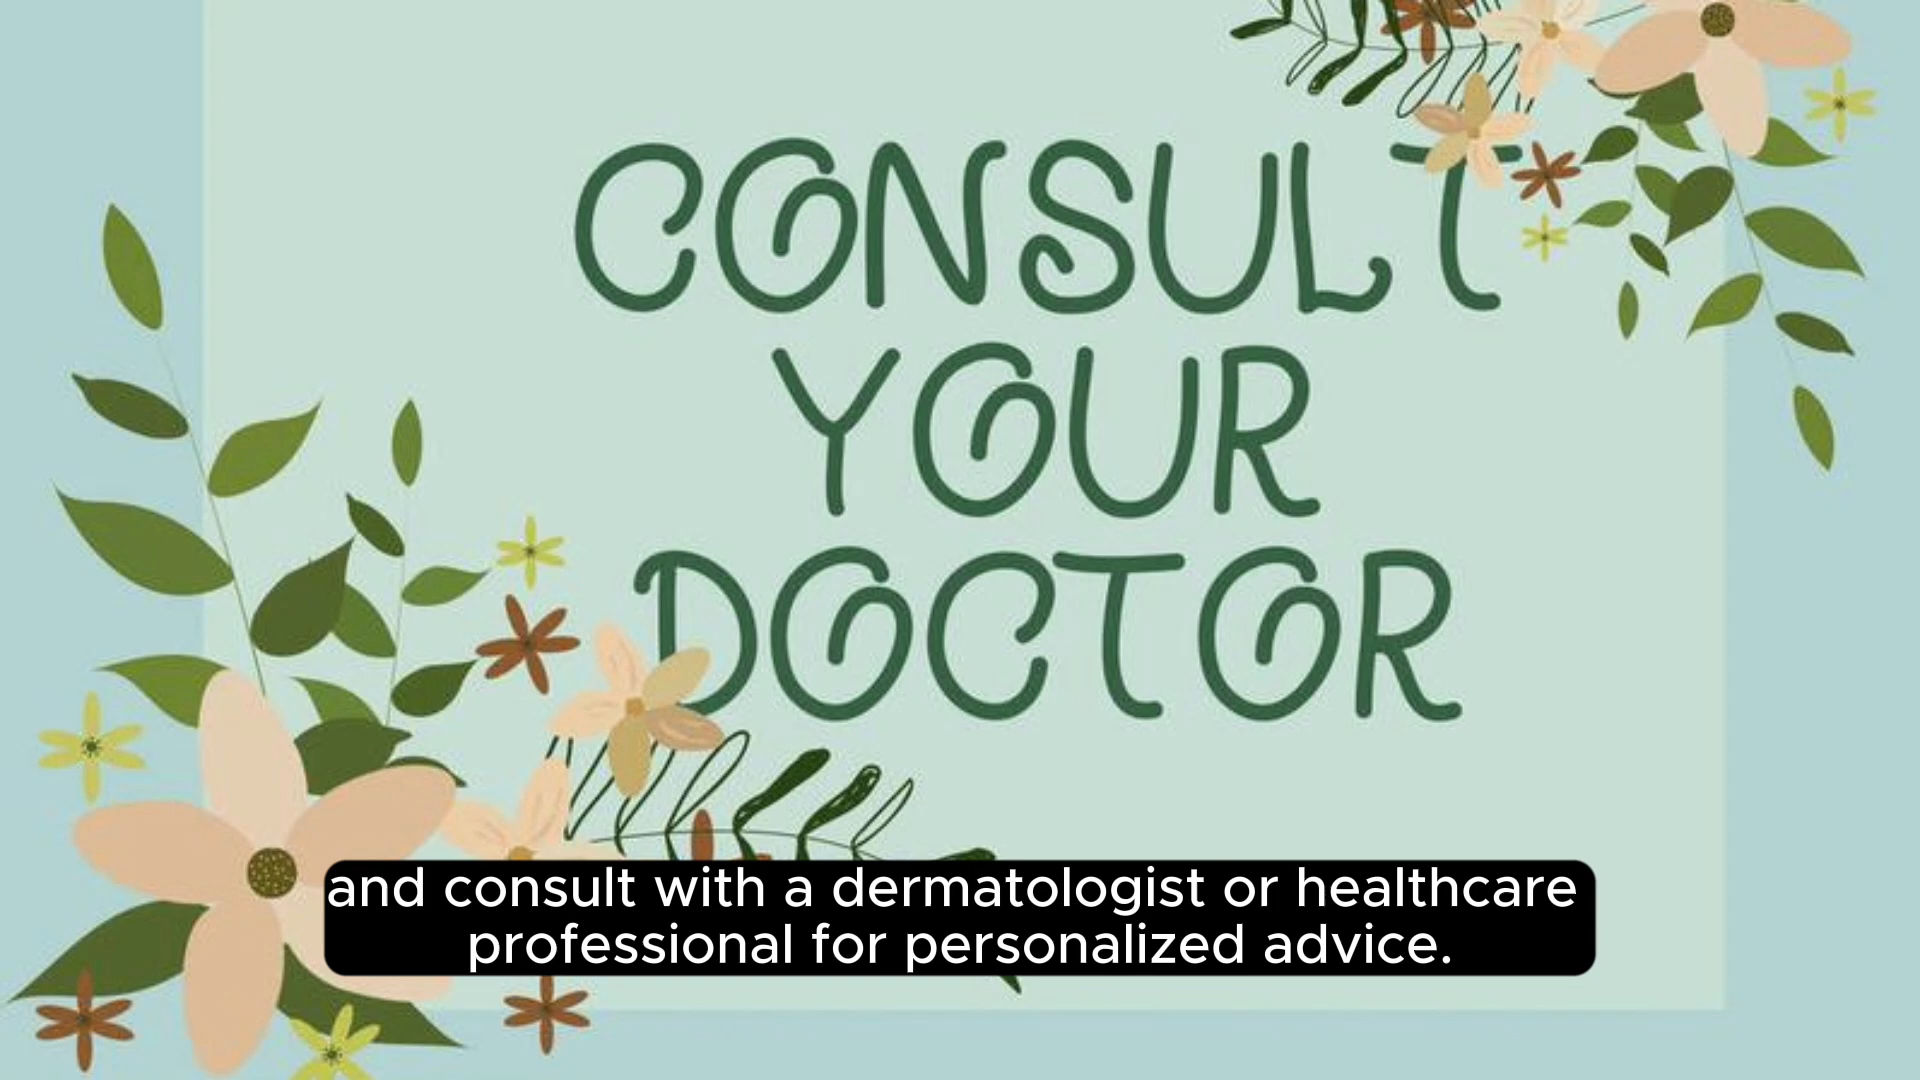 CONSULT
YOUR
DOCTOR
and consult with a dermatologist or healthcare
professional for personalized advice.